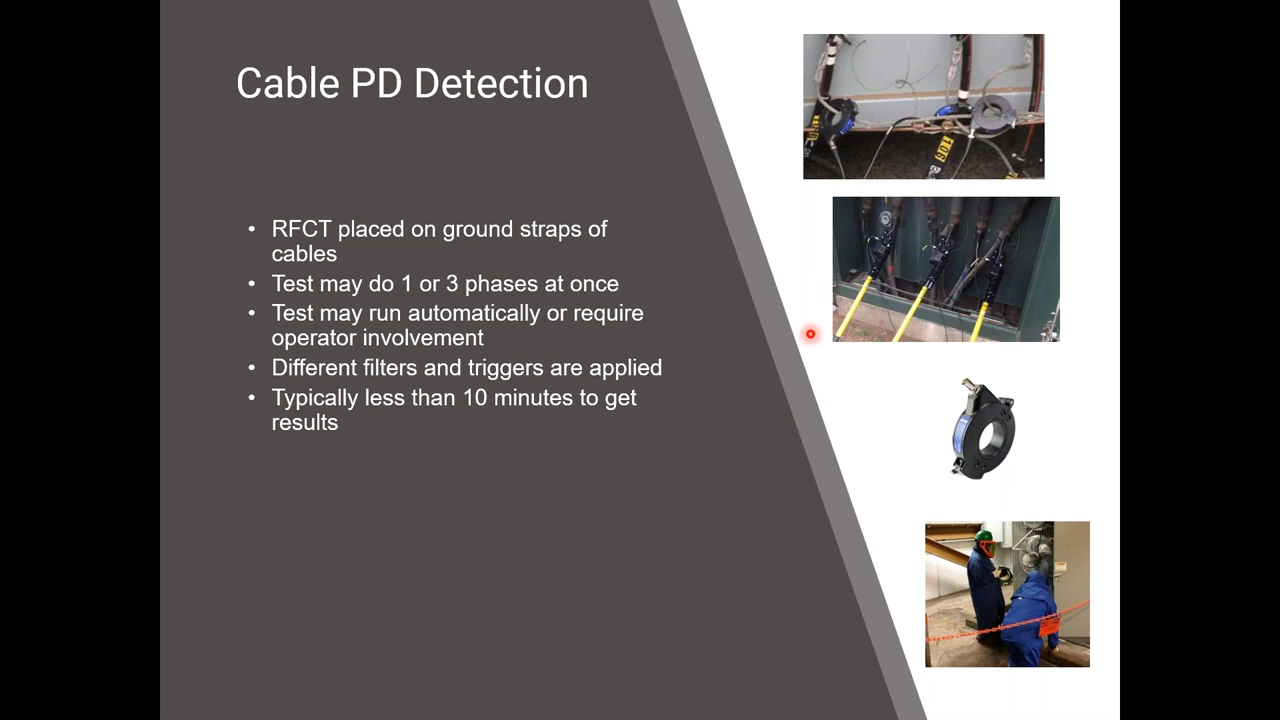 Cable PD Detection
• RFCT placed on ground straps of
cables
• Test may do 1 or 3 phases at once
• Test may run automatically or require
operator involvement
• Different filters and triggers are applied
• Typically less than 10 minutes to get
results